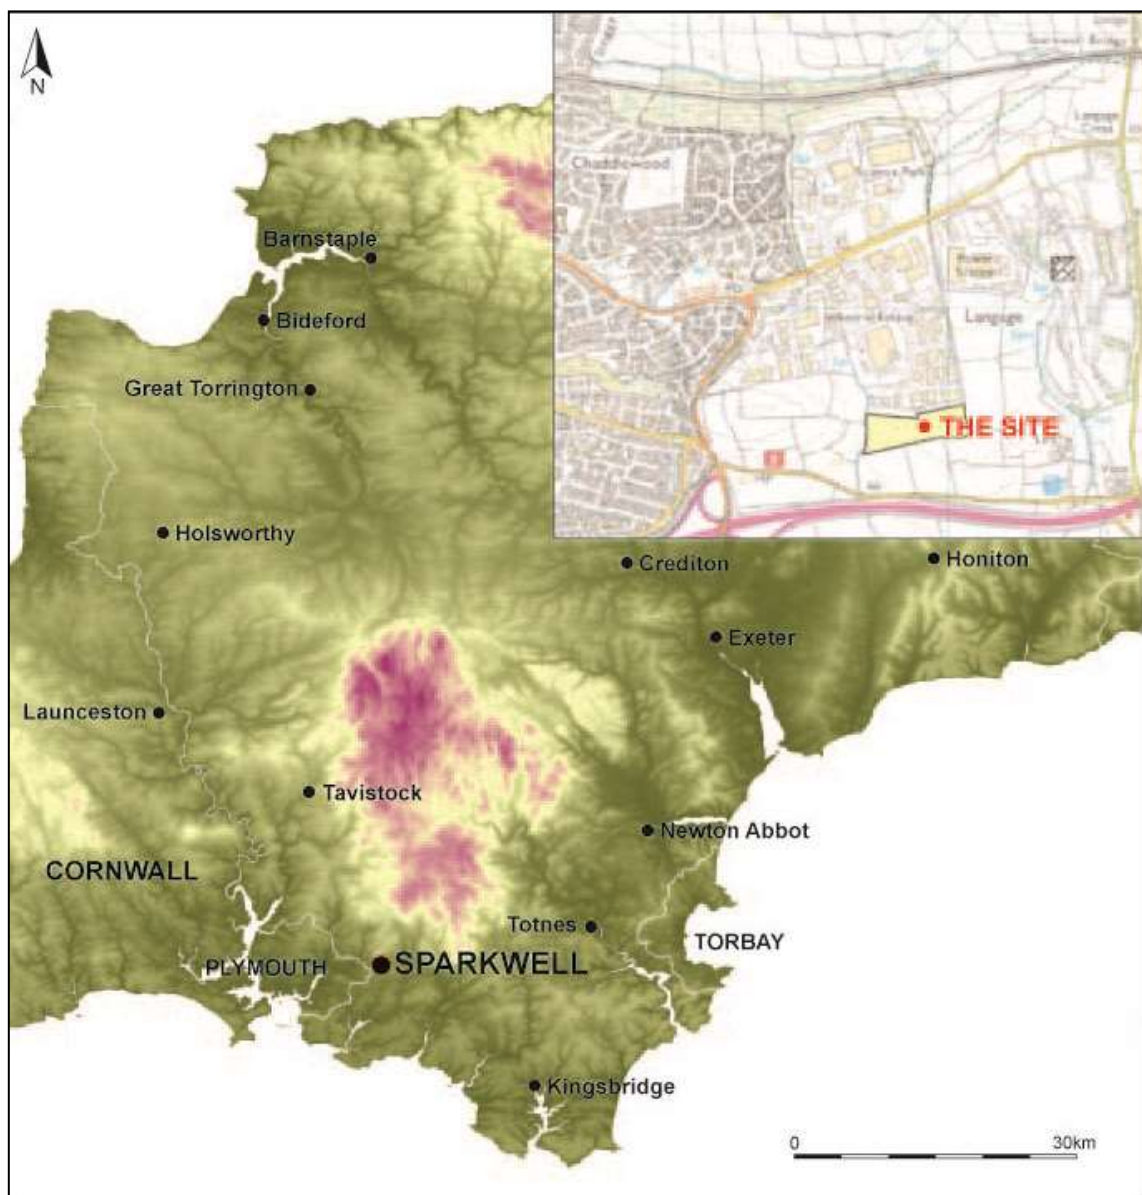 N
Chaddlewood
Langage
THE SITE
Barnstaple
Bideford
Great Torrington
Holsworthy
Crediton
Honiton
Exeter
Launceston
Tavistock
Newton Abbot
CORNWALL
Totnes
TORBAY
PLYMOUTH
SPARKWELL
Kingsbridge
0 30km